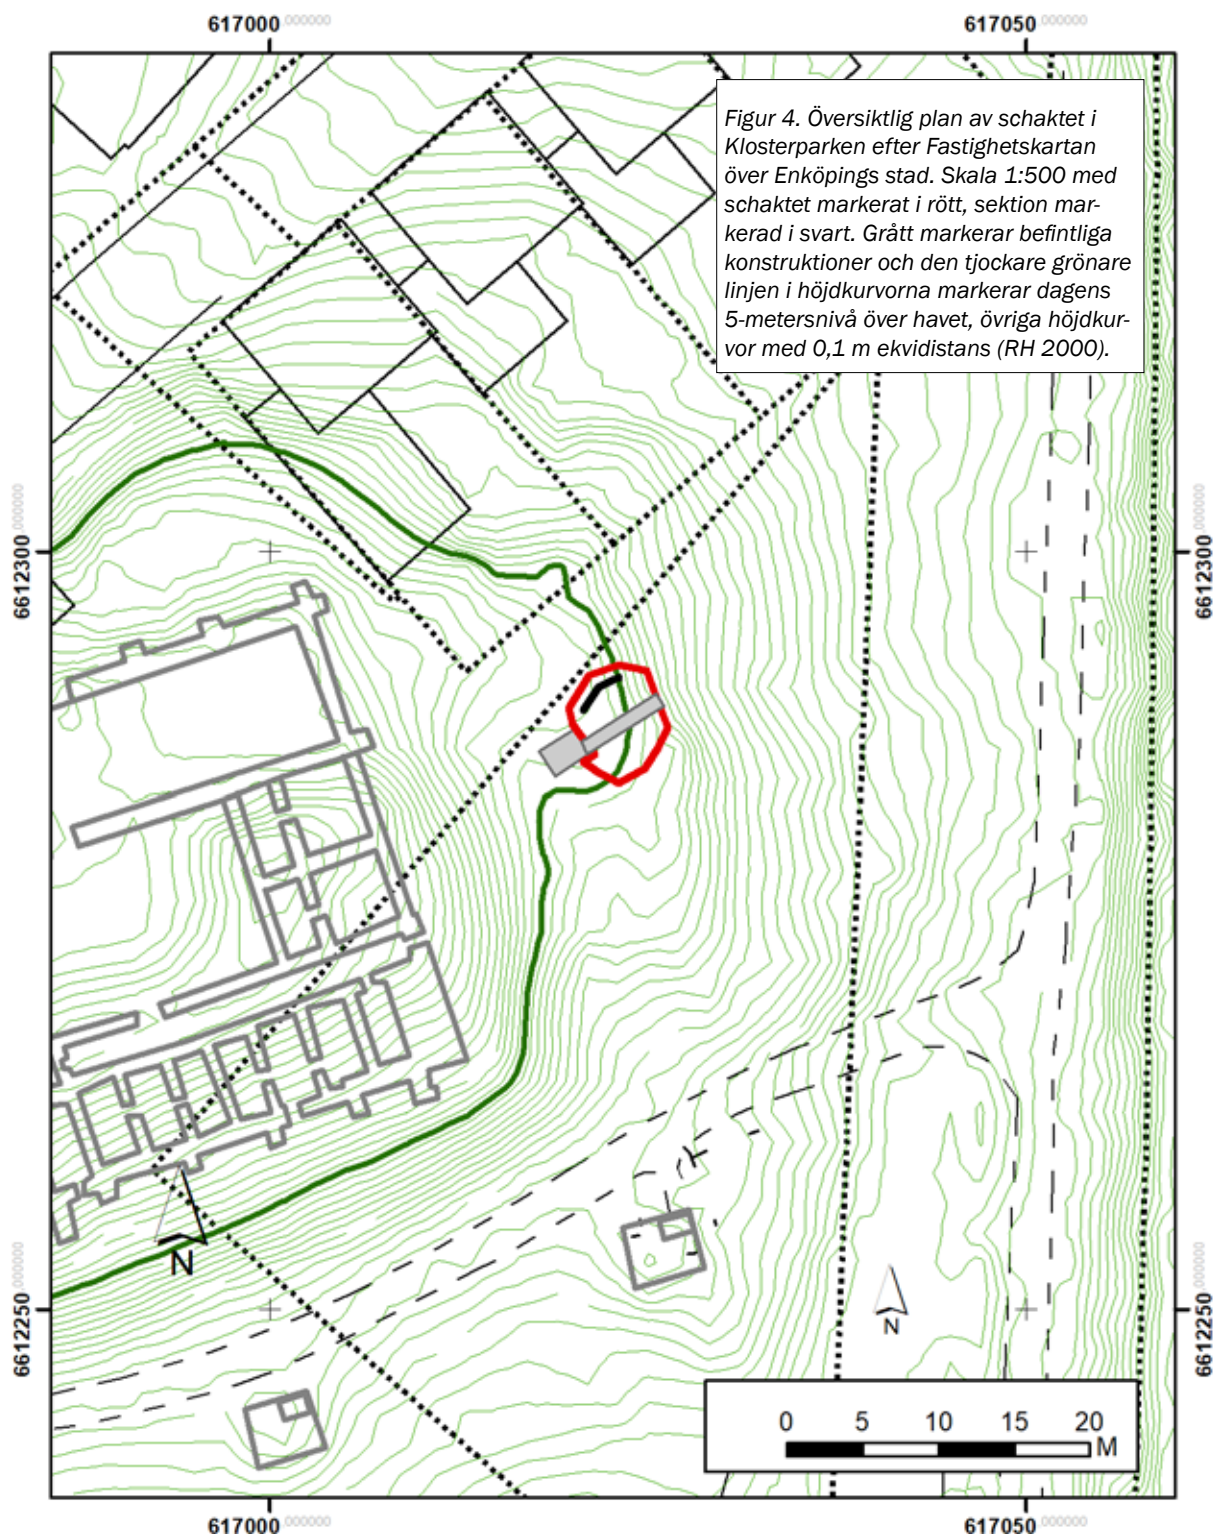 617000.000000
617050.000000
Figur 4. Översiktlig plan av schaktet i
Klosterparken efter Fastighetskartan
över Enköpings stad. Skala 1:500 med
schaktet markerat i rött, sektion mar-
kerad i svart. Grått markerar befintliga
konstruktioner och den tjockare grönare
linjen i höjdkurvorna markerar dagens
5-metersnivå över havet, övriga höjdkur-
vor med 0,1 m ekvidistans (RH 2000).
6612300.000000
6612300.000000
N
6612250.000000
N
6612250.000000
0 5 10 15 20
M
617000.000000
617050.000000